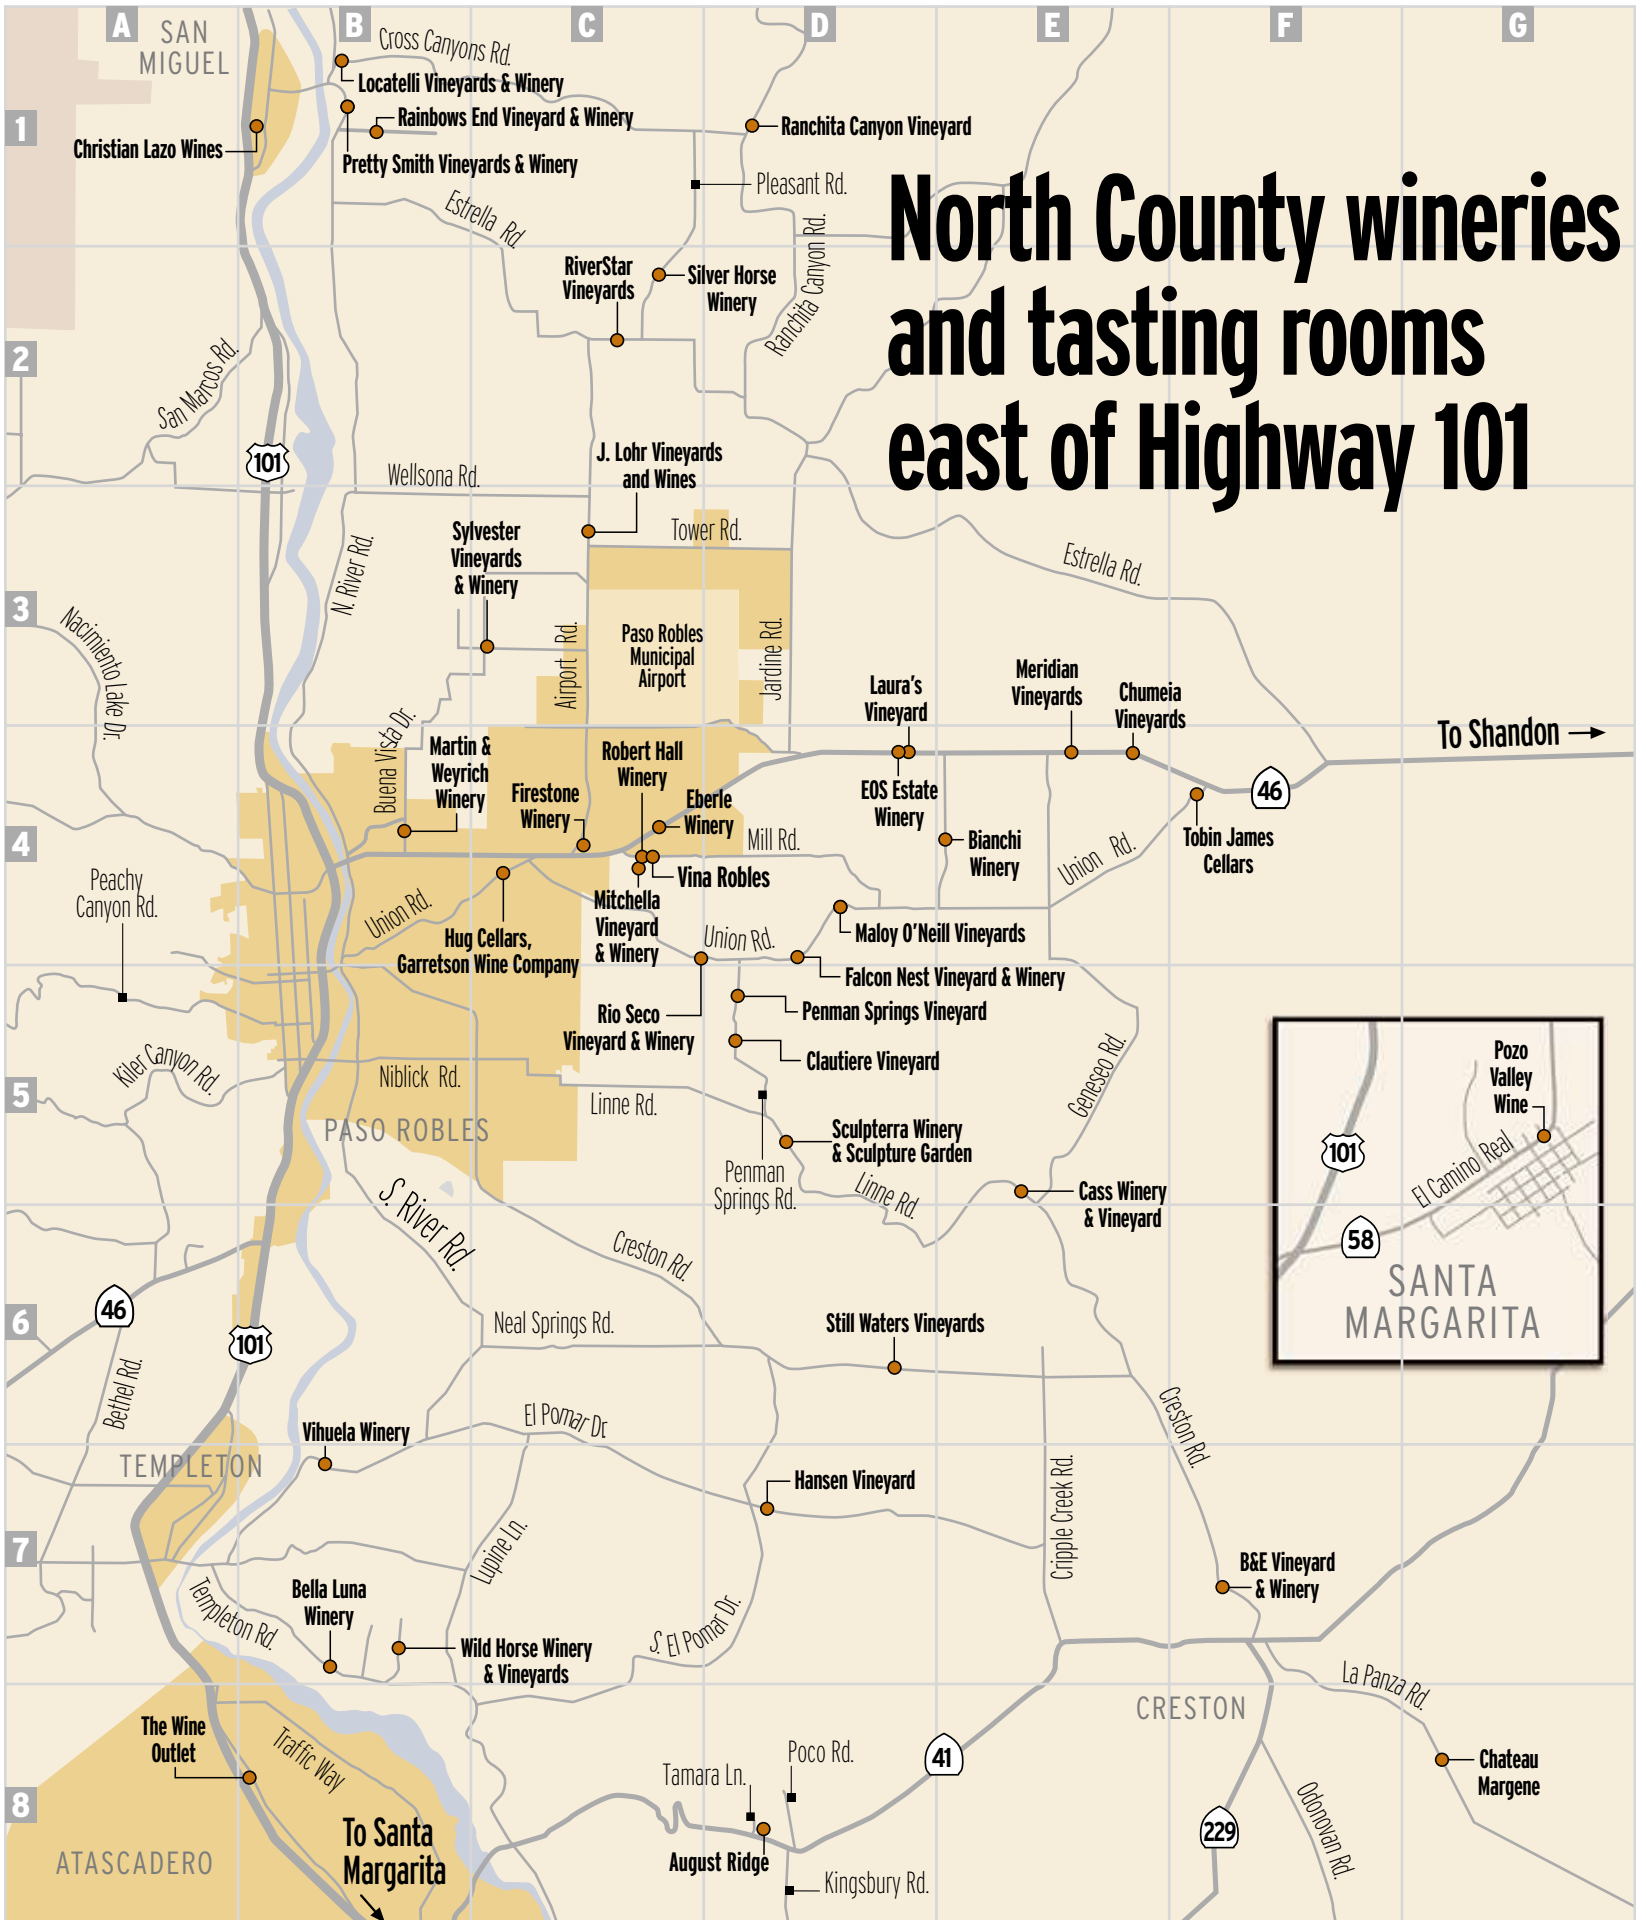 A
B
C
D
E
F
G
SAN
MIGUEL
Cross Canyons Rd.
Locatelli Vineyards & Winery
Rainbows End Vineyard & Winery
1
Christian Lazo Wines
Pretty Smith Vineyards & Winery
Ranchita Canyon Vineyard
Pleasant Rd.
North County wineries
and tasting rooms
east of Highway 101
Estrella Rd.
Ranchita Canyon Rd.
RiverStar
Vineyards
Silver Horse
Winery
2
San Marcos Rd.
101
J. Lohr Vineyards
and Wines
Wellsona Rd.
Sylvester
Vineyards
& Winery
Tower Rd.
N. River Rd.
Estrella Rd.
3
Nacimiento Lake Dr.
Airport Rd.
Paso Robles
Municipal
Airport
Jardine Rd.
Laura's
Vineyard
Meridian
Vineyards
Chumeia
Vineyards
To Shandon
Buena Vista Dr.
Martin &
Weyrich
Winery
Firestone
Winery
Robert Hall
Winery
Eberle
Winery
EOS Estate
Winery
46
4
Mill Rd.
Bianchi
Winery
Union Rd.
Tobin James
Cellars
Peachy
Canyon Rd.
Vina Robles
Union Rd.
Mitchella
Vineyard
& Winery
Hug Cellars,
Garretson Wine Company
Union Rd.
Maloy O'Neill Vineyards
Falcon Nest Vineyard & Winery
Rio Seco
Vineyard & Winery
Penman Springs Vineyard
Clautiere Vineyard
Kiler Canyon Rd.
Niblick Rd.
5
Linne Rd.
Geneseo Rd.
PASO ROBLES
Sculpterra Winery
& Sculpture Garden
Penman
Springs Rd.
Linne Rd.
Cass Winery
& Vineyard
Pozo
Valley
Wine
101
El Camino Real
58
SANTA
MARGARITA
S. River Rd.
Creston Rd.
46
6
101
Neal Springs Rd.
Still Waters Vineyards
Bethel Rd.
El Pomar Dr.
Creston Rd.
Vihuela Winery
TEMPLETON
Hansen Vineyard
Cripple Creek Rd.
7
Lupine Ln.
B&E Vineyard
& Winery
Templeton Rd.
Bella Luna
Winery
Wild Horse Winery
& Vineyards
S. El Pomar Dr.
La Panza Rd.
CRESTON
The Wine
Outlet
Traffic Way
41
Poco Rd.
Tamara Ln.
Chateau
Margene
8
Odonovan Rd.
229
To Santa
Margarita
ATASCADERO
August Ridge
Kingsbury Rd.